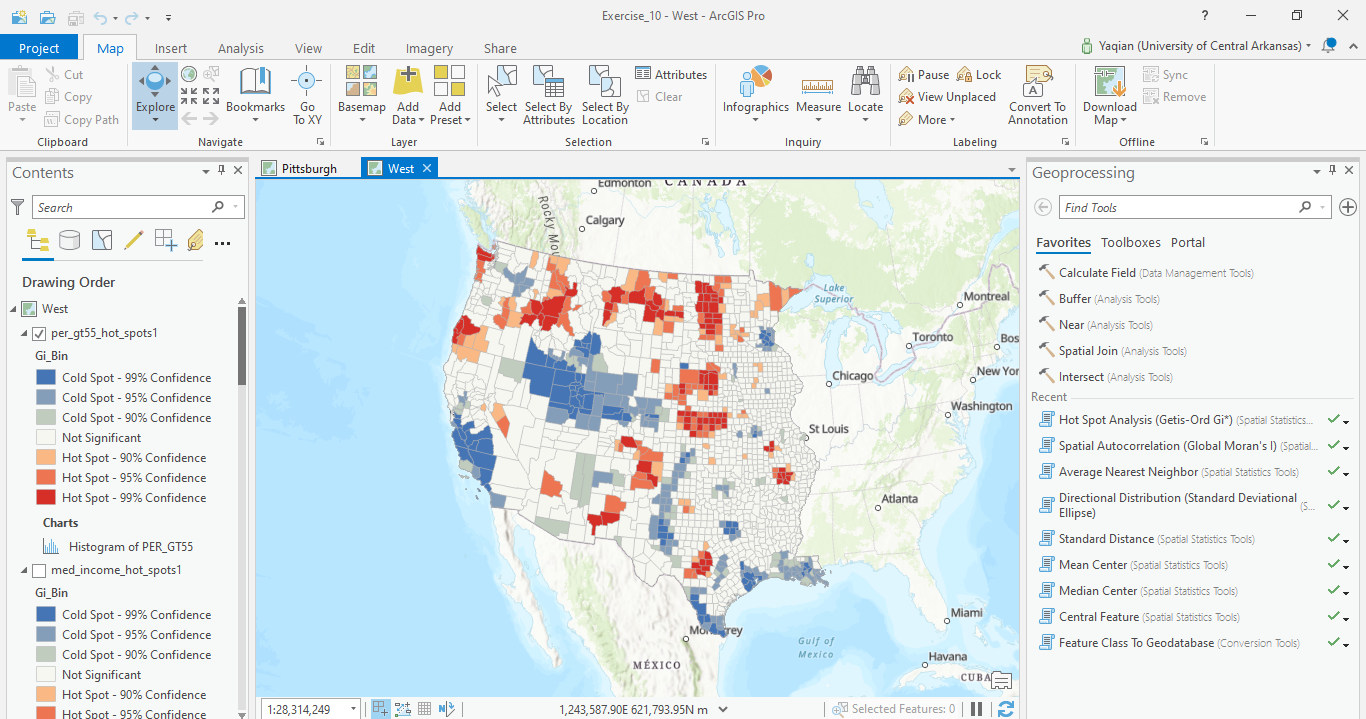 Exercise_10 - West - ArcGIS Pro
?
Project
Map
Insert
Analysis
View
Edit
Imagery
Share
Yaqian (University of Central Arkansas)
Paste
Cut
Copy
Copy Path
Clipboard
Explore
Bookmarks
Go
To XY
Navigate
Basemap
Add
Data
Add
Preset
Layer
Select
Select By
Attributes
Select By
Location
Attributes
Clear
Selection
Infographics
Measure
Locate
Inquiry
Pause
Lock
View Unplaced
More
Convert To
Annotation
Labeling
Download
Map
Sync
Remove
Offline
Contents
Search
Drawing Order
West
per_gt55_hot_spots1
Gi_Bin
Cold Spot - 99% Confidence
Cold Spot - 95% Confidence
Cold Spot - 90% Confidence
Not Significant
Hot Spot - 90% Confidence
Hot Spot - 95% Confidence
Hot Spot - 99% Confidence
Charts
Histogram of PER_GT55
med_income_hot_spots1
Gi_Bin
Cold Spot - 99% Confidence
Cold Spot - 95% Confidence
Cold Spot - 90% Confidence
Not Significant
Hot Spot - 90% Confidence
Hot Spot - 95% Confidence
Pittsburgh
West
Edmonton
CANADA
Rocky Mou
Calgary
Lake
Superior
Montreal
Toronto
Bos
Chicago
New Yor
Washington
St Louis
Atlanta
Miami
Monterrey
Gulf of
Mexico
MÉXICO
Havana
CUBA
1:28,314,249
1,243,587.90E 621,793.95N m
Selected Features: 0
Geoprocessing
Find Tools
Favorites
Toolboxes
Portal
Calculate Field (Data Management Tools)
Buffer (Analysis Tools)
Near (Analysis Tools)
Spatial Join (Analysis Tools)
Intersect (Analysis Tools)
Recent
Hot Spot Analysis (Getis-Ord Gi*) (Spatial Statistics...
Spatial Autocorrelation (Global Moran's I) (Spatial...
Average Nearest Neighbor (Spatial Statistics Tools)
Directional Distribution (Standard Deviational
Ellipse) (S...
Standard Distance (Spatial Statistics Tools)
Mean Center (Spatial Statistics Tools)
Median Center (Spatial Statistics Tools)
Central Feature (Spatial Statistics Tools)
Feature Class To Geodatabase (Conversion Tools)